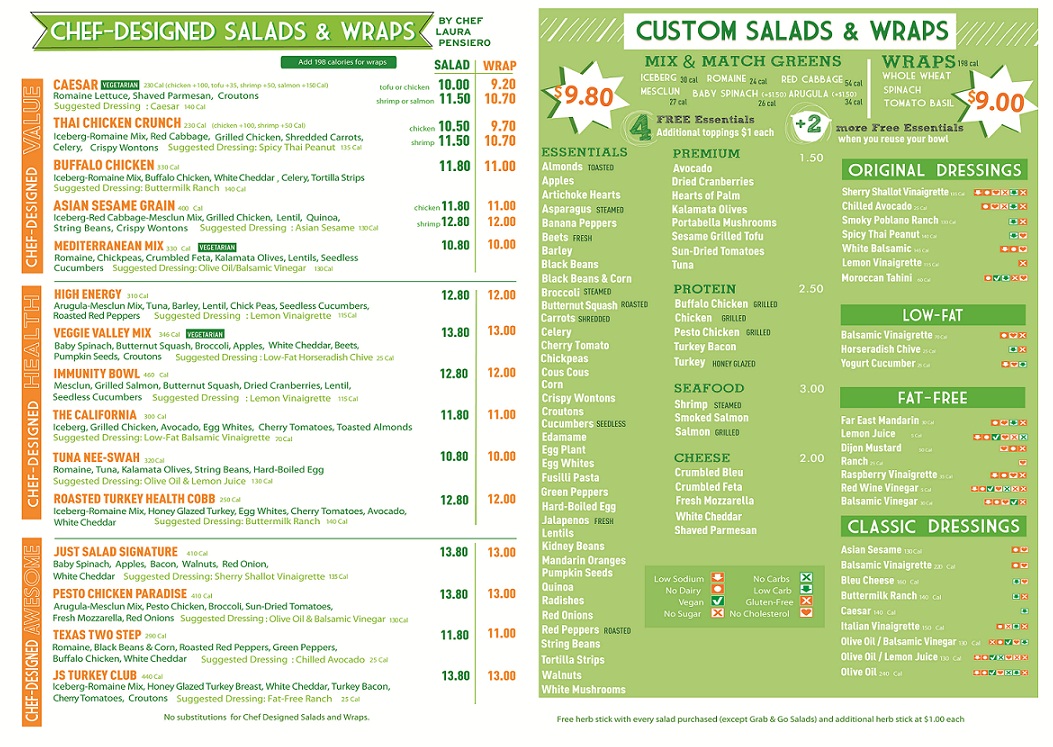 CHEF-DESIGNED SALADS & WRAPS
BY CHEF
LAURA
PENSIERO
Add 198 calories for wraps
SALAD WRAP
CHEF-DESIGNED VALUE
CAESAR VEGETARIAN 230 Cal (chicken +100, tofu +35, shrimp +50, salmon +150 Cal) tofu or chicken 10.00 9.20
Romaine Lettuce, Shaved Parmesan, Croutons shrimp or salmon 11.50 10.70
Suggested Dressing : Caesar 140 Cal
THAI CHICKEN CRUNCH 230 Cal (chicken +100, shrimp +50 Cal) chicken 10.50 9.70
Iceberg-Romaine Mix, Red Cabbage, Grilled Chicken, Shredded Carrots, shrimp 11.50 10.70
Celery, Crispy Wontons Suggested Dressing: Spicy Thai Peanut 135 Cal
BUFFALO CHICKEN 330 Cal 11.80 11.00
Iceberg-Romaine Mix, Buffalo Chicken, White Cheddar , Celery, Tortilla Strips
Suggested Dressing: Buttermilk Ranch 140 Cal
ASIAN SESAME GRAIN 400 Cal chicken 11.80 11.00
Iceberg-Red Cabbage-Mesclun Mix, Grilled Chicken, Lentil, Quinoa, shrimp 12.80 12.00
String Beans, Crispy Wontons Suggested Dressing : Asian Sesame 130 Cal
MEDITERRANEAN MIX 330 Cal VEGETARIAN 10.80 10.00
Romaine, Chickpeas, Crumbled Feta, Kalamata Olives, Lentils, Seedless
Cucumbers Suggested Dressing : Olive Oil/Balsamic Vinegar 130 Cal
CHEF-DESIGNED HEALTH
HIGH ENERGY 310 Cal 12.80 12.00
Arugula-Mesclun Mix, Tuna, Barley, Lentil, Chick Peas, Seedless Cucumbers,
Roasted Red Peppers Suggested Dressing : Lemon Vinaigrette 115 Cal
VEGGIE VALLEY MIX 346 Cal VEGETARIAN 13.80 13.00
Baby Spinach, Butternut Squash, Broccoli, Apples, White Cheddar, Beets,
Pumpkin Seeds, Croutons Suggested Dressing : Low-Fat Horseradish Chive 25 Cal
IMMUNITY BOWL 460 Cal 12.80 12.00
Mesclun, Grilled Salmon, Butternut Squash, Dried Cranberries, Lentil,
Seedless Cucumbers Suggested Dressing : Lemon Vinaigrette 115 Cal
THE CALIFORNIA 300 Cal 11.80 11.00
Iceberg, Grilled Chicken, Avocado, Egg Whites, Cherry Tomatoes, Toasted Almonds
Suggested Dressing: Low-Fat Balsamic Vinaigrette 70 Cal
TUNA NEE-SWAH 320 Cal 10.80 10.00
Romaine, Tuna, Kalamata Olives, String Beans, Hard-Boiled Egg
Suggested Dressing: Olive Oil & Lemon Juice 130 Cal
ROASTED TURKEY HEALTH COBB 250 Cal 12.80 12.00
Iceberg-Romaine Mix, Honey Glazed Turkey, Egg Whites, Cherry Tomatoes, Avocado,
White Cheddar Suggested Dressing: Buttermilk Ranch 140 Cal
CHEF-DESIGNED AWESOME
JUST SALAD SIGNATURE 410 Cal 13.80 13.00
Baby Spinach, Apples, Bacon, Walnuts, Red Onion,
White Cheddar Suggested Dressing: Sherry Shallot Vinaigrette 135 Cal
PESTO CHICKEN PARADISE 410 Cal 13.80 13.00
Arugula-Mesclun Mix, Pesto Chicken, Broccoli, Sun-Dried Tomatoes,
Fresh Mozzarella, Red Onions Suggested Dressing : Olive Oil & Balsamic Vinegar 130 Cal
TEXAS TWO STEP 290 Cal 11.80 11.00
Romaine, Black Beans & Corn, Roasted Red Peppers, Green Peppers,
Buffalo Chicken, White Cheddar Suggested Dressing : Chilled Avocado 25 Cal
JS TURKEY CLUB 440 Cal 13.80 13.00
Iceberg-Romaine Mix, Honey Glazed Turkey Breast, White Cheddar, Turkey Bacon,
Cherry Tomatoes, Croutons Suggested Dressing: Fat-Free Ranch 25 Cal
No substitutions for Chef Designed Salads and Wraps.
CUSTOM SALADS & WRAPS
$9.80
MIX & MATCH GREENS
ICEBERG 30 cal ROMAINE 24 cal RED CABBAGE 54 cal
MESCLUN 27 cal BABY SPINACH (+$1.50) 26 cal ARUGULA (+$1.50) 34 cal
WRAPS 198 cal
WHOLE WHEAT
SPINACH
TOMATO BASIL
$9.00
4 FREE Essentials
Additional toppings $1 each
+2 more Free Essentials
when you reuse your bowl
ESSENTIALS
Almonds TOASTED
Apples
Artichoke Hearts
Asparagus STEAMED
Banana Peppers
Beets FRESH
Barley
Black Beans
Black Beans & Corn
Broccoli STEAMED
Butternut Squash ROASTED
Carrots SHREDDED
Celery
Cherry Tomato
Chickpeas
Cous Cous
Corn
Crispy Wontons
Croutons
Cucumbers SEEDLESS
Edamame
Egg Plant
Egg Whites
Fusilli Pasta
Green Peppers
Hard-Boiled Egg
Jalapenos FRESH
Lentils
Kidney Beans
Mandarin Oranges
Pumpkin Seeds
Quinoa
Radishes
Red Onions
Red Peppers ROASTED
String Beans
Tortilla Strips
Walnuts
White Mushrooms
PREMIUM 1.50
Avocado
Dried Cranberries
Hearts of Palm
Kalamata Olives
Portabella Mushrooms
Sesame Grilled Tofu
Sun-Dried Tomatoes
Tuna
PROTEIN 2.50
Buffalo Chicken GRILLED
Chicken GRILLED
Pesto Chicken GRILLED
Turkey Bacon
Turkey HONEY GLAZED
SEAFOOD 3.00
Shrimp STEAMED
Smoked Salmon
Salmon GRILLED
CHEESE 2.00
Crumbled Bleu
Crumbled Feta
Fresh Mozzarella
White Cheddar
Shaved Parmesan
Low Sodium No Carbs
No Dairy Low Carb
Vegan Gluten-Free
No Sugar No Cholesterol
ORIGINAL DRESSINGS
Sherry Shallot Vinaigrette
Chilled Avocado 25 Cal
Smoky Poblano Ranch
Spicy Thai Peanut
White Balsamic
Lemon Vinaigrette
Moroccan Tahini
LOW-FAT
Balsamic Vinaigrette
Horseradish Chive
Yogurt Cucumber
FAT-FREE
Far East Mandarin
Lemon Juice
Dijon Mustard
Ranch
Raspberry Vinaigrette
Red Wine Vinegar
Balsamic Vinegar
CLASSIC DRESSINGS
Asian Sesame 130 Cal
Balsamic Vinaigrette Cal
Bleu Cheese Cal
Buttermilk Ranch 140 Cal
Caesar 140 Cal
Italian Vinaigrette Cal
Olive Oil / Balsamic Vinegar 130 Cal
Olive Oil / Lemon Juice 130 Cal
Olive Oil Cal
Free herb stick with every salad purchased (except Grab & Go Salads) and additional herb stick at $1.00 each